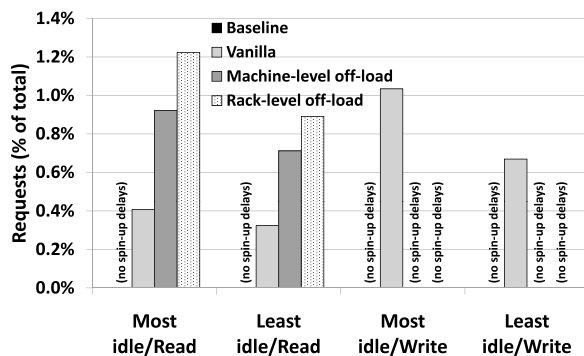 1.4%
1.2%
1.0%
0.8%
0.6%
0.4%
0.2%
0.0%
Requests (% of total)
Baseline
Vanilla
Machine-level off-load
Rack-level off-load
(no spin-up delays)
(no spin-up delays)
(no spin-up delays)
(no spin-up delays)
(no spin-up delays)
(no spin-up delays)
(no spin-up delays)
(no spin-up delays)
Most
idle/Read
Least
idle/Read
Most
idle/Write
Least
idle/Write